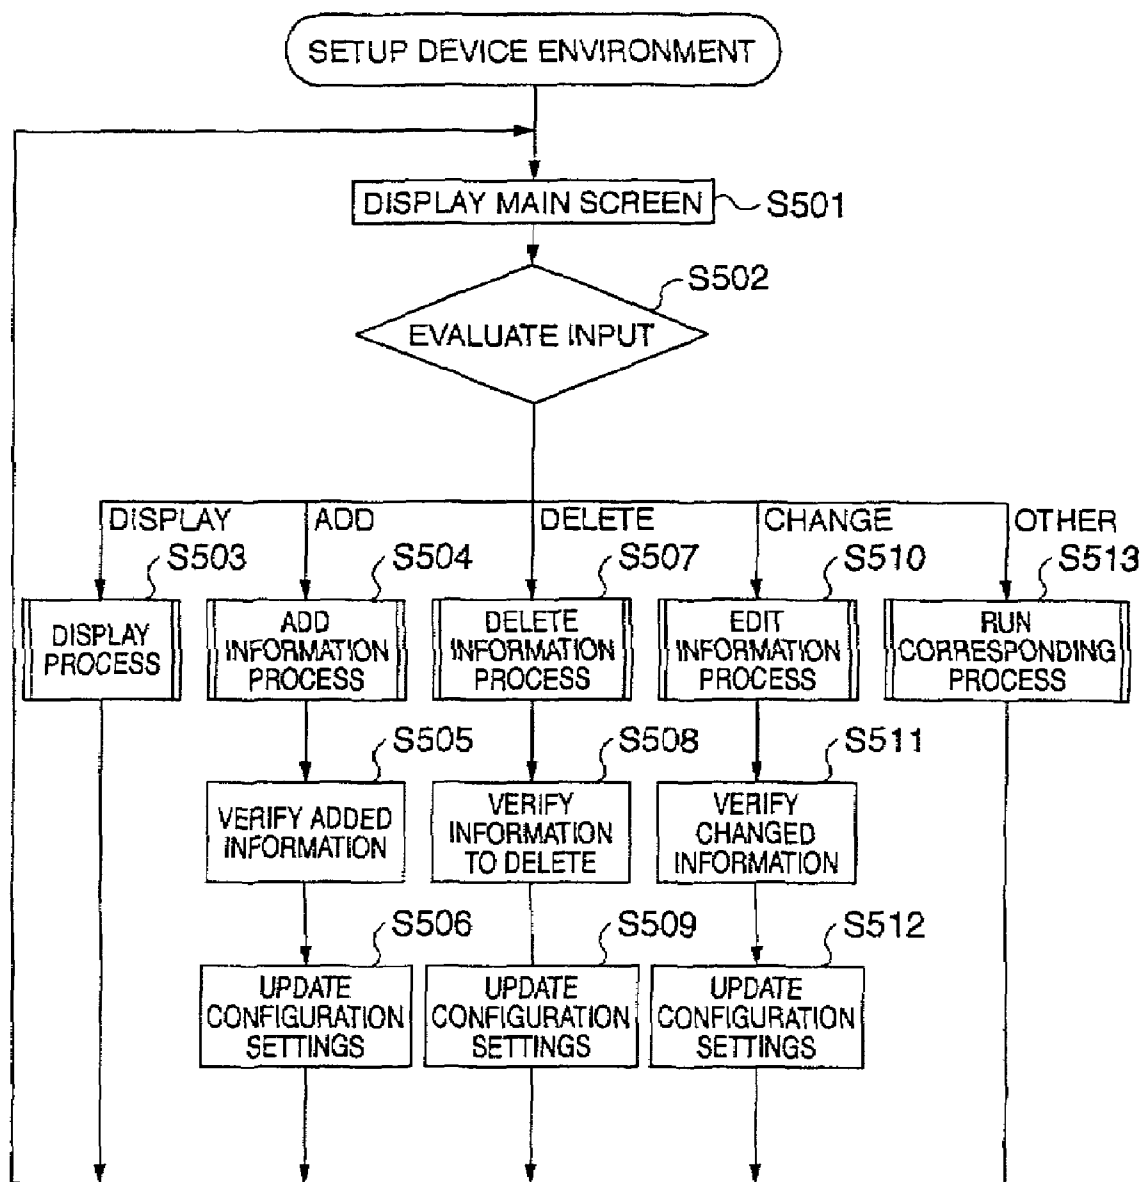 SETUP DEVICE ENVIRONMENT
DISPLAY MAIN SCREEN
S501
S502
EVALUATE INPUT
DISPLAY
ADD
DELETE
CHANGE
OTHER
S503
S504
S507
S510
S513
DISPLAY
PROCESS
ADD
INFORMATION
PROCESS
DELETE
INFORMATION
PROCESS
EDIT
INFORMATION
PROCESS
RUN
CORRESPONDING
PROCESS
S505
S508
S511
VERIFY ADDED
INFORMATION
VERIFY
INFORMATION
TO DELETE
VERIFY
CHANGED
INFORMATION
S506
S509
S512
UPDATE
CONFIGURATION
SETTINGS
UPDATE
CONFIGURATION
SETTINGS
UPDATE
CONFIGURATION
SETTINGS